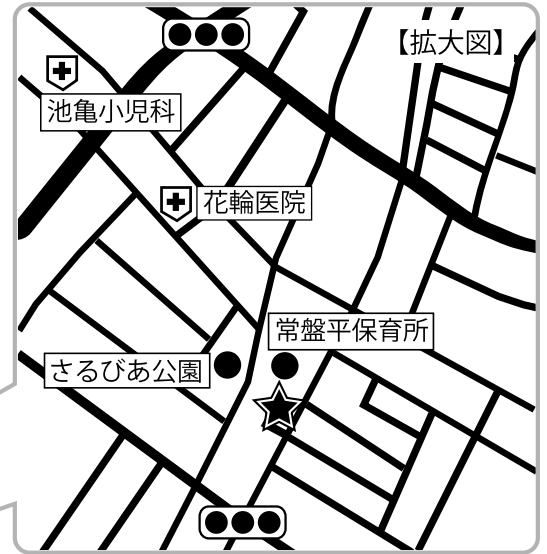 【拡大図】
池亀小児科
花輪医院
常盤平保育所
さるびあ公園